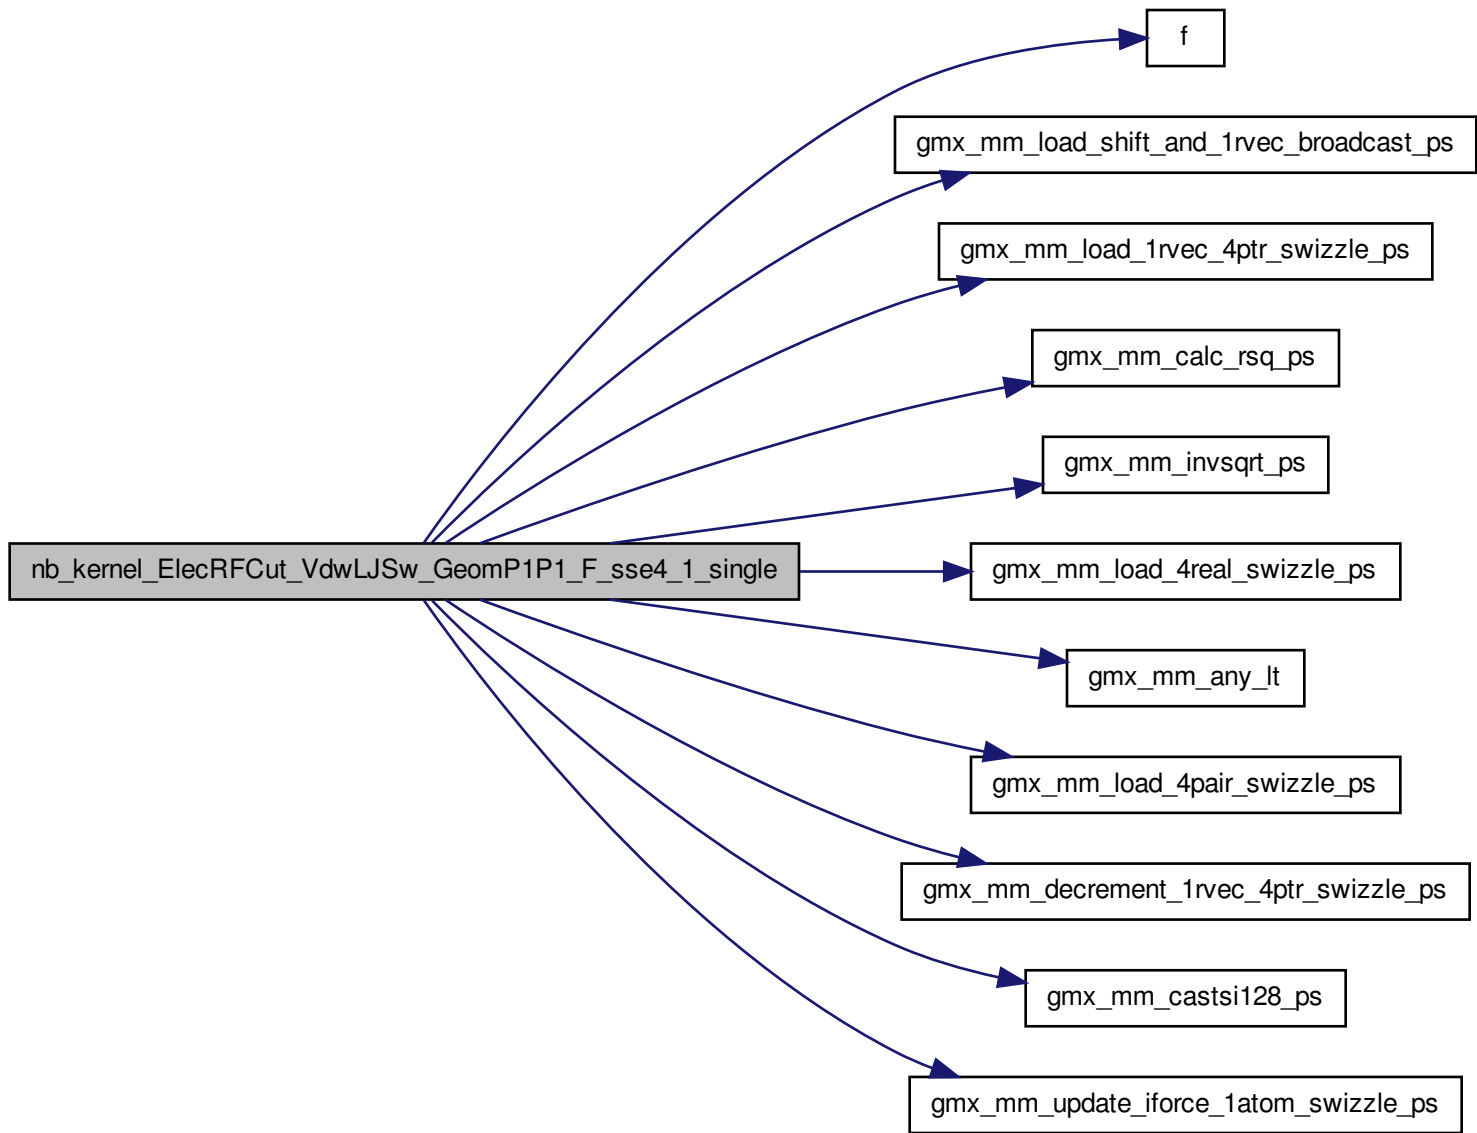 f
gmx_mm_load_shift_and_1rvec_broadcast_ps
gmx_mm_load_1rvec_4ptr_swizzle_ps
gmx_mm_calc_rsq_ps
gmx_mm_invsqrt_ps
nb_kernel_ElecRFCut_VdwLJSw_GeomP1P1_F_sse4_1_single
gmx_mm_load_4real_swizzle_ps
gmx_mm_any_lt
gmx_mm_load_4pair_swizzle_ps
gmx_mm_decrement_1rvec_4ptr_swizzle_ps
gmx_mm_castsi128_ps
gmx_mm_update_iforce_1atom_swizzle_ps